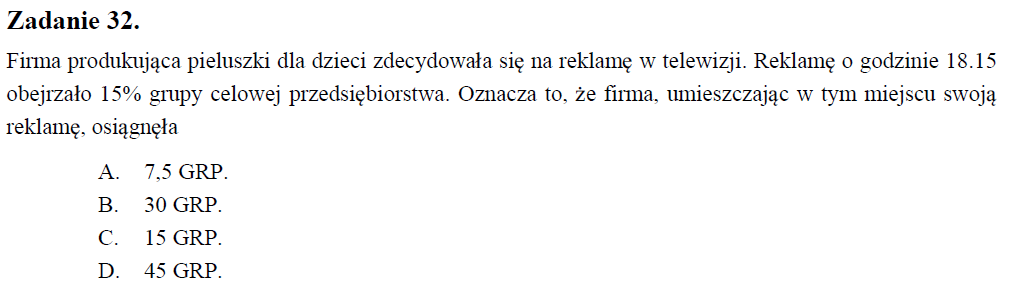 Zadanie 32.
Firma produkująca pieluszki dla dzieci zdecydowała się na reklamę w telewizji. Reklamę o godzinie 18.15
obejrzało 15% grupy celowej przedsiębiorstwa. Oznacza to, że firma, umieszczając w tym miejscu swoją
reklamę, osiągnęła
A. 7,5 GRP.
B. 30 GRP.
C. 15 GRP.
D. 45 GRP.